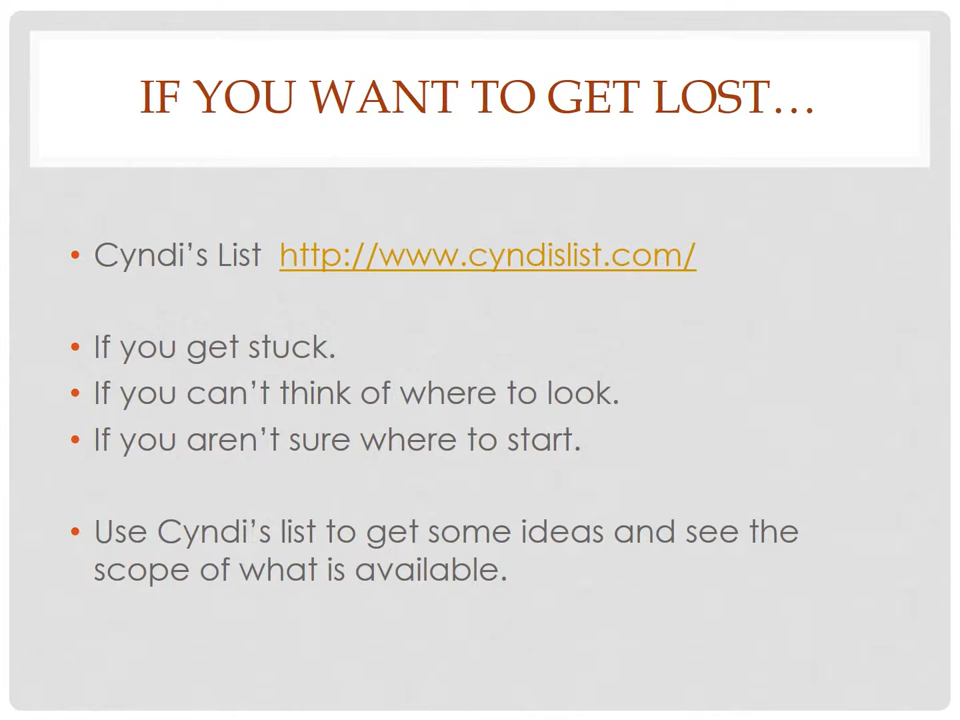 IF YOU WANT TO GET LOST…
• Cyndi’s List http://www.cyndislist.com/
• If you get stuck.
• If you can’t think of where to look.
• If you aren’t sure where to start.
• Use Cyndi’s list to get some ideas and see the
scope of what is available.